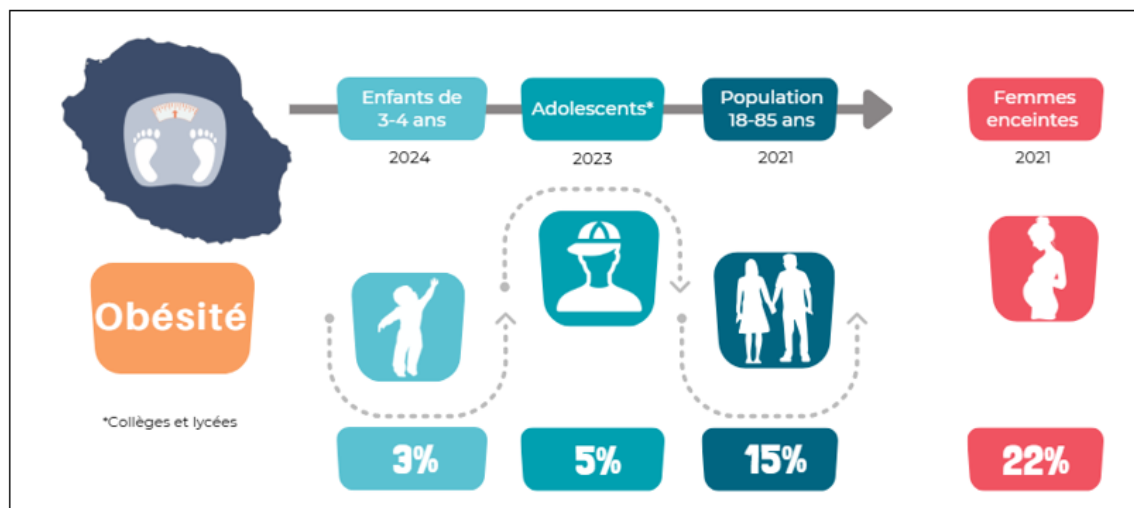 Enfants de
3-4 ans
Adolescents*
Population
18-85 ans
Femmes
enceintes
2024
2023
2021
2021
Obésité
*Collèges et lycées
3%
5%
15%
22%